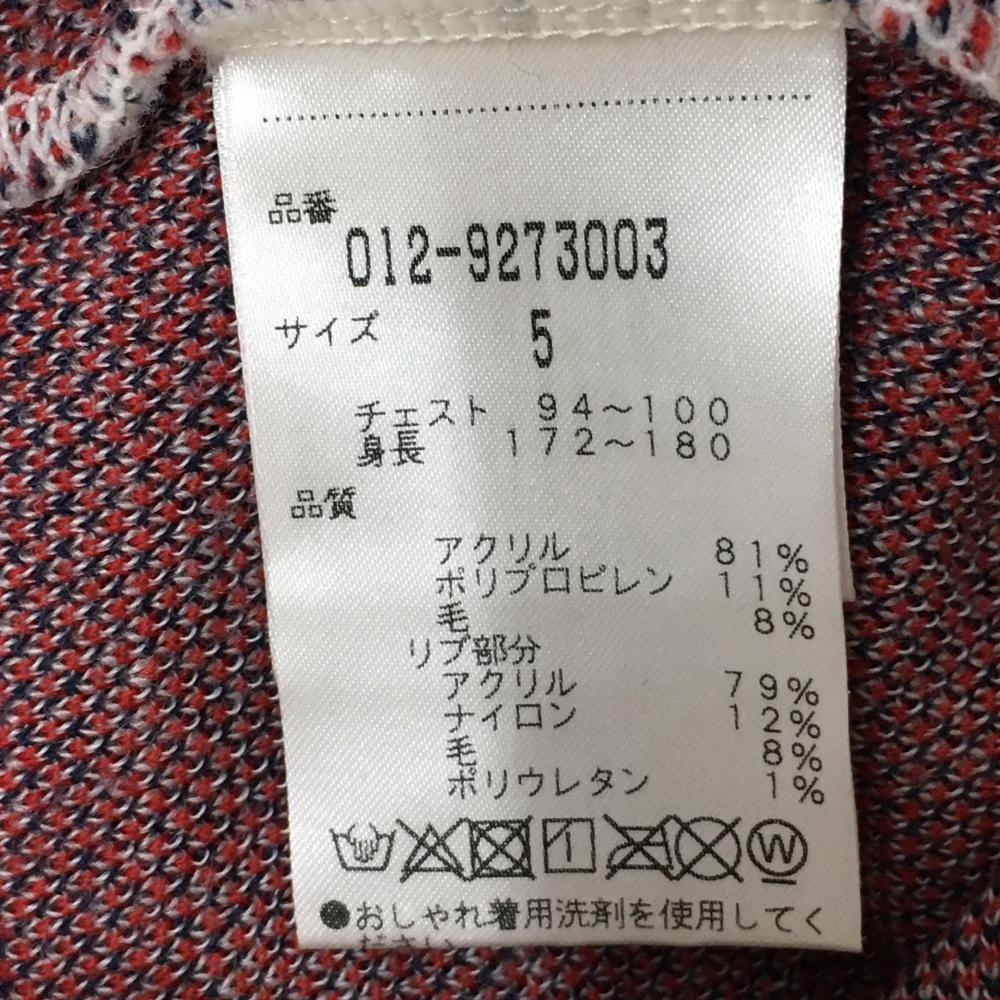 品番
012-9273003
サイズ 5
チェスト 94～100
身長 172～180
品質
アクリル 81%
ポリプロピレン 11%
毛 8%
リブ部分
アクリル 79%
ナイロン 12%
毛 8%
ポリウレタン 1%
W
●おしゃれ着用洗剤を使用してく
ださい